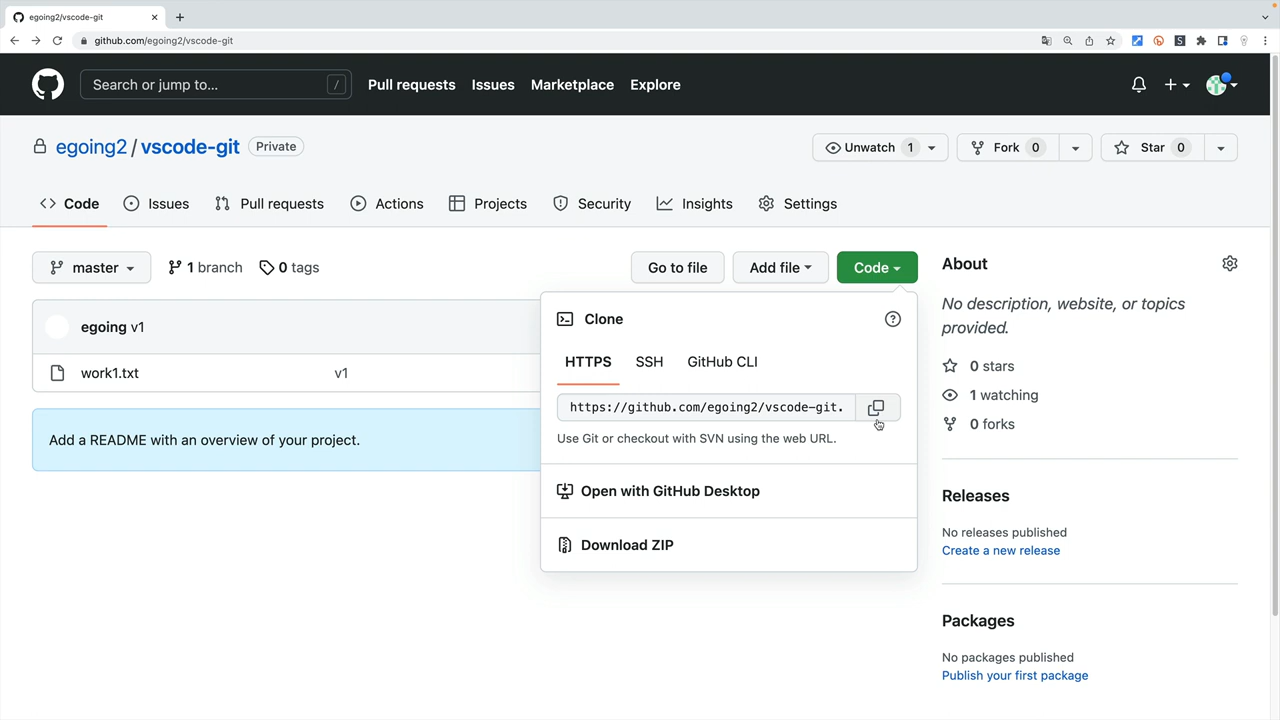 egoing2/vscode-git
github.com/egoing2/vscode-git
Search or jump to... /
Pull requests Issues Marketplace Explore
egoing2 / vscode-git Private
Unwatch 1 Fork 0 Star 0
Code Issues Pull requests Actions Projects Security Insights Settings
master 1 branch 0 tags Go to file Add file Code
egoing v1
work1.txt v1
Add a README with an overview of your project.
Clone
HTTPS SSH GitHub CLI
https://github.com/egoing2/vscode-git.
Use Git or checkout with SVN using the web URL.
Open with GitHub Desktop
Download ZIP
About
No description, website, or topics
provided.
0 stars
1 watching
0 forks
Releases
No releases published
Create a new release
Packages
No packages published
Publish your first package